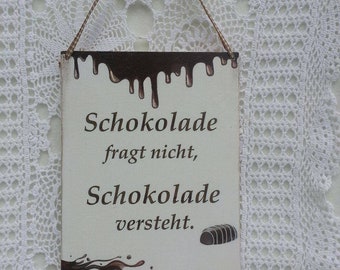 Schokolade
fragt nicht,
Schokolade
versteht.